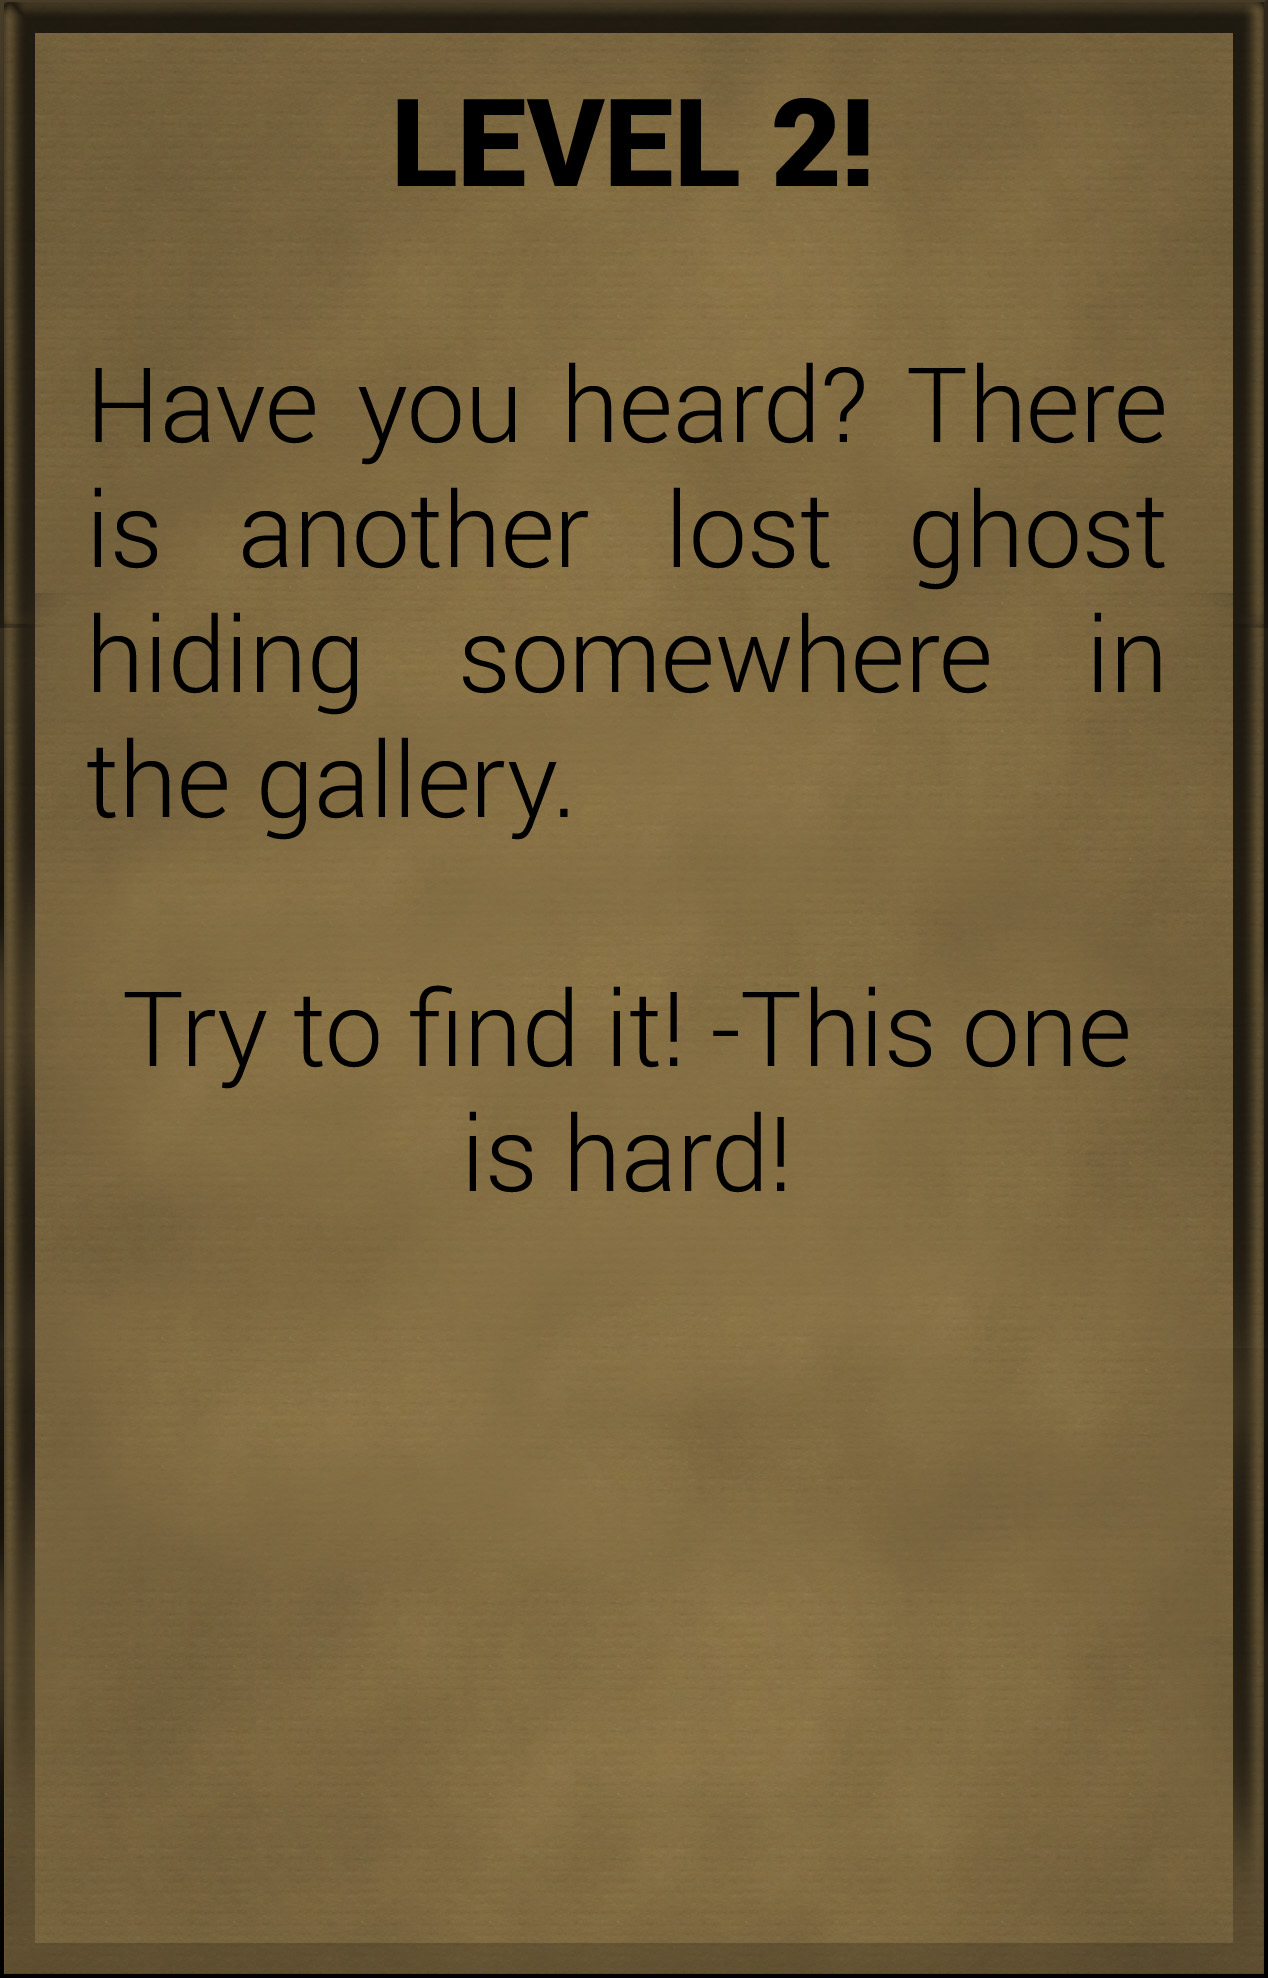 LEVEL 2!
Have you heard? There
is another lost ghost
hiding somewhere in
the gallery.
Try to find it! -This one
is hard!